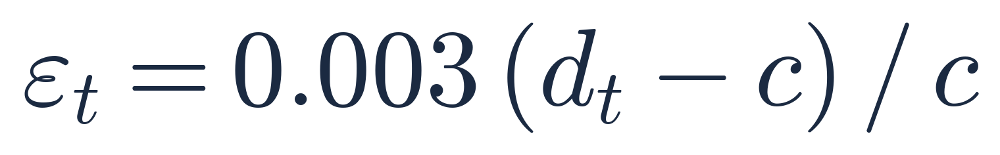 ε_t = 0.003 (d_t − c) / c